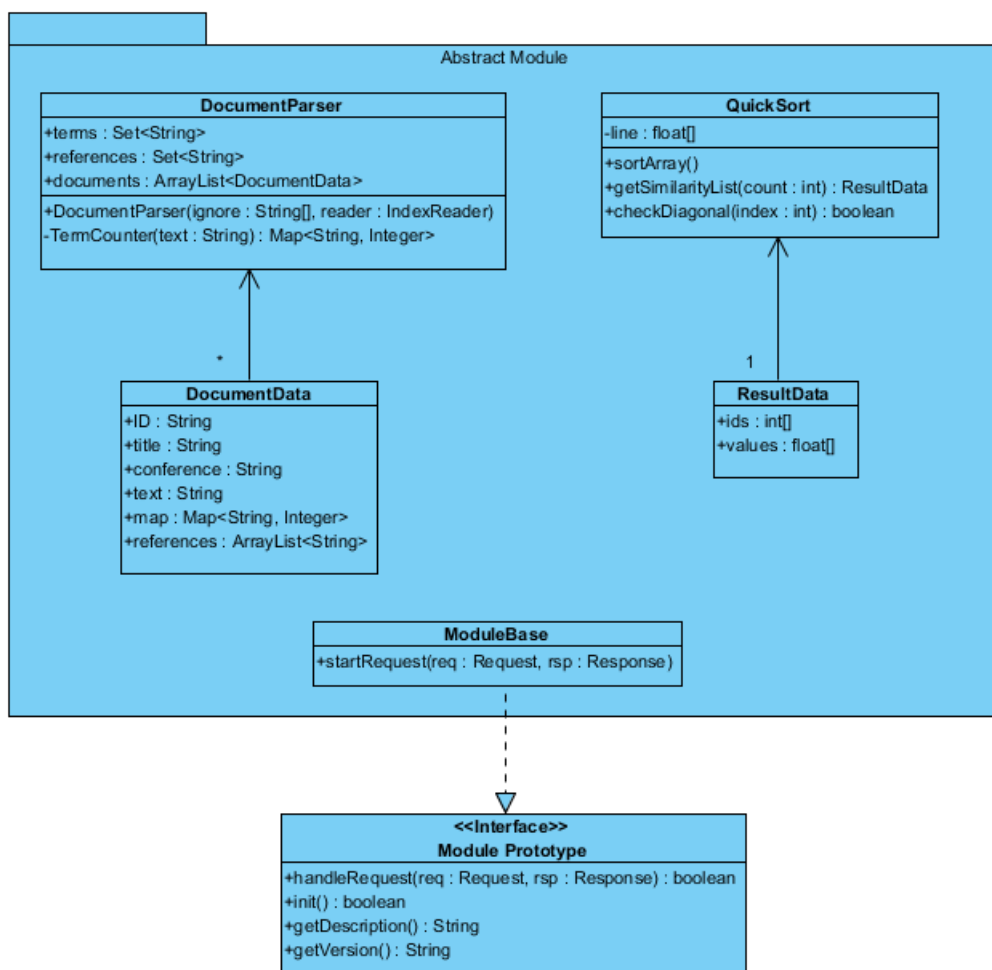 Abstract Module
DocumentParser
+terms : Set<String>
+references : Set<String>
+documents : ArrayList<DocumentData>
+DocumentParser(ignore : String[], reader : IndexReader)
-TermCounter(text : String) : Map<String, Integer>
QuickSort
-line : float[]
+sortArray()
+getSimilarityList(count : int) : ResultData
+checkDiagonal(index : int) : boolean
*
1
DocumentData
+ID : String
+title : String
+conference : String
+text : String
+map : Map<String, Integer>
+references : ArrayList<String>
ResultData
+ids : int[]
+values : float[]
ModuleBase
+startRequest(req : Request, rsp : Response)
<<Interface>>
Module Prototype
+handleRequest(req : Request, rsp : Response) : boolean
+init() : boolean
+getDescription() : String
+getVersion() : String